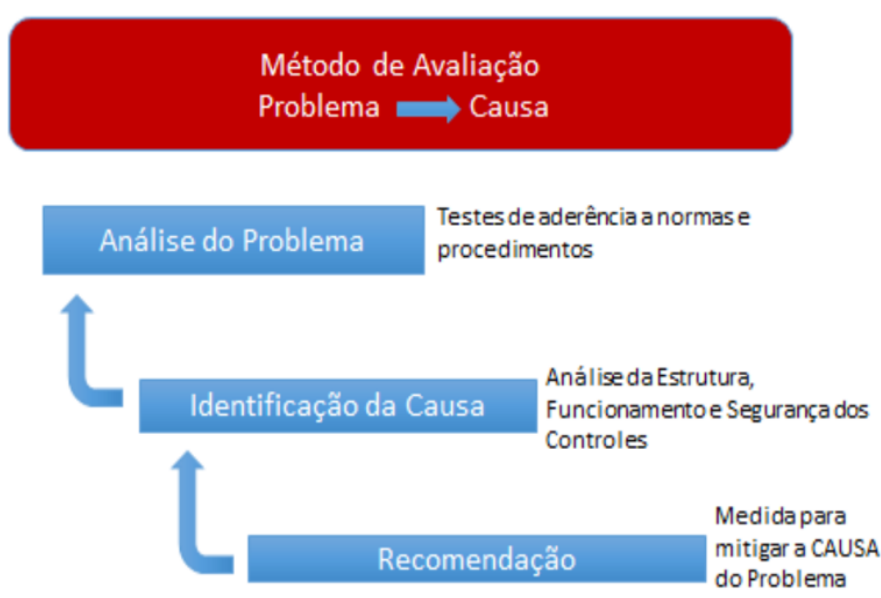 Método de Avaliação
Problema Causa
Análise do Problema
Testes de aderência a normas e
procedimentos
Identificação da Causa
Análise da Estrutura,
Funcionamento e Segurança dos
Controles
Recomendação
Medida para
mitigar a CAUSA
do Problema